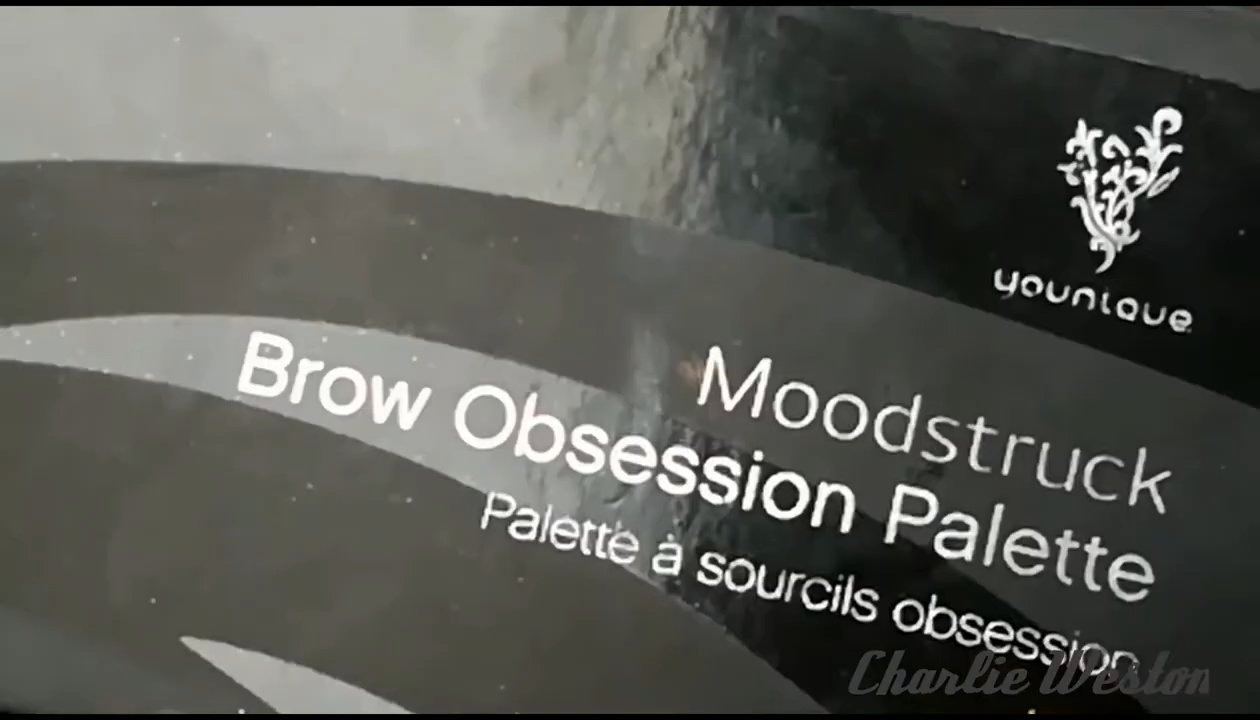 younique
Moodstruck
Brow Obsession Palette
Palette à sourcils obsession
Charlie Weston